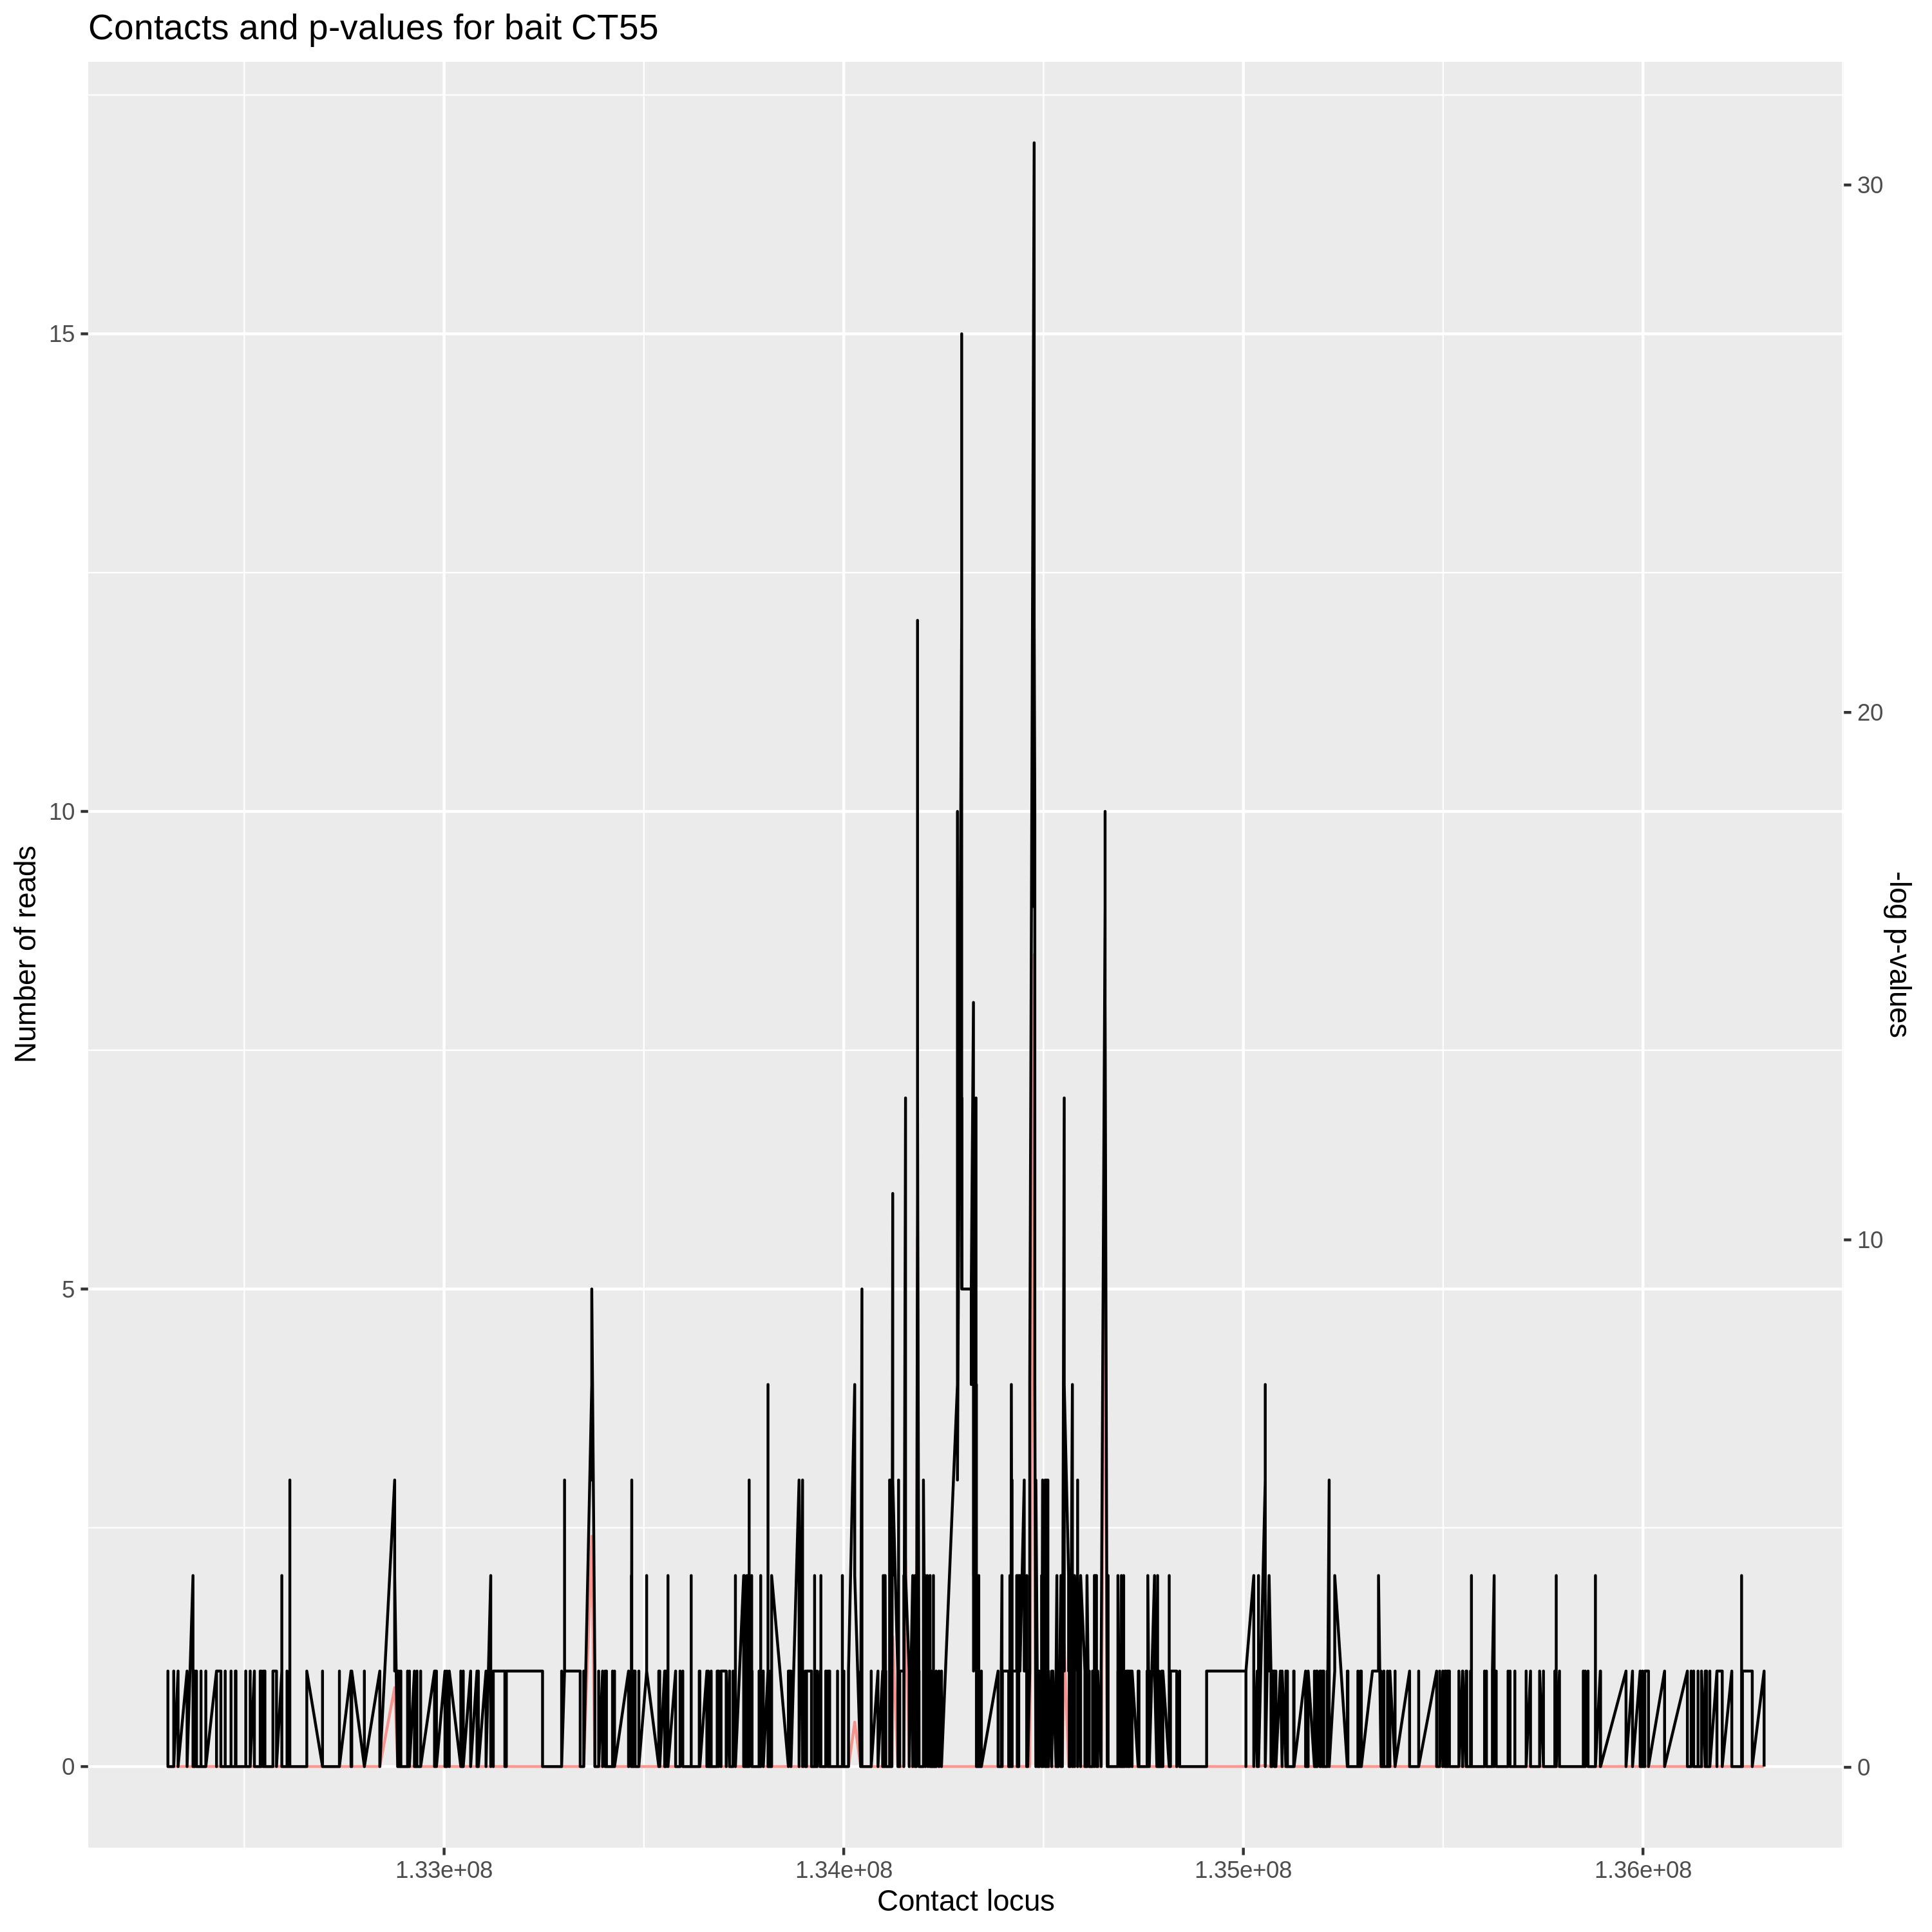 Contacts and p-values for bait CT55
Number of reads
15
10
5
0
30
20
10
0
-log p-values
1.33e+08
1.34e+08
1.35e+08
1.36e+08
Contact locus